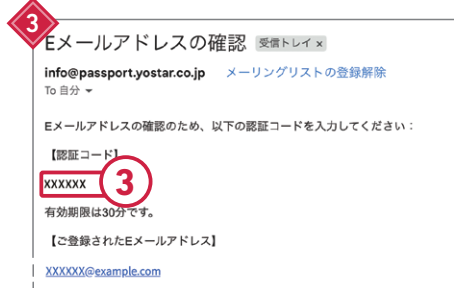 3
Eメールアドレスの確認 受信トレイ x
info@passport.yostar.co.jp メーリングリストの登録解除
To 自分
Eメールアドレスの確認のため、以下の認証コードを入力してください：
【認証コード】
XXXXXX 3
有効期限は30分です。
【ご登録されたEメールアドレス】
XXXXXX@example.com